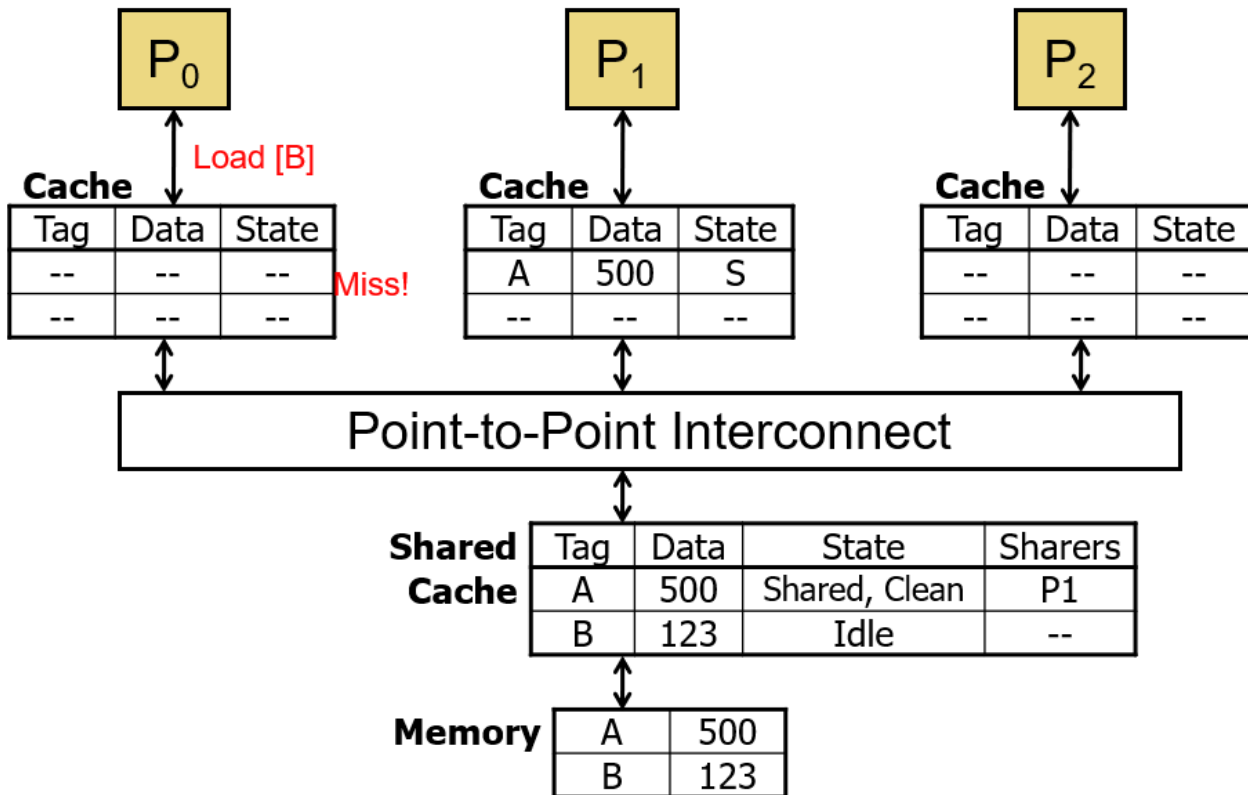 P0 P1 P2
Load [B]
Cache Cache Cache
Tag Data State Tag Data State Tag Data State
-- -- -- Miss! A 500 S -- -- --
-- -- -- -- -- -- -- -- --
Point-to-Point Interconnect
Shared Tag Data State Sharers
Cache A 500 Shared, Clean P1
B 123 Idle --
Memory A 500
B 123